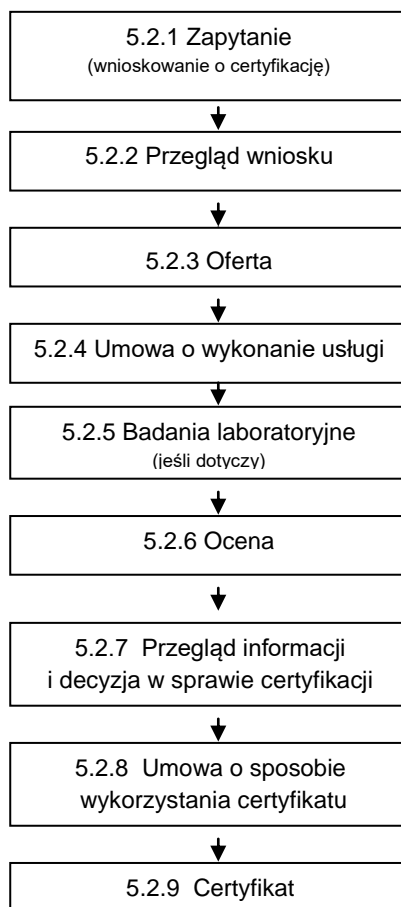 5.2.1 Zapytanie
(wnioskowanie o certyfikację)
5.2.2 Przegląd wniosku
5.2.3 Oferta
5.2.4 Umowa o wykonanie usługi
5.2.5 Badania laboratoryjne
(jeśli dotyczy)
5.2.6 Ocena
5.2.7 Przegląd informacji
i decyzja w sprawie certyfikacji
5.2.8 Umowa o sposobie
wykorzystania certyfikatu
5.2.9 Certyfikat